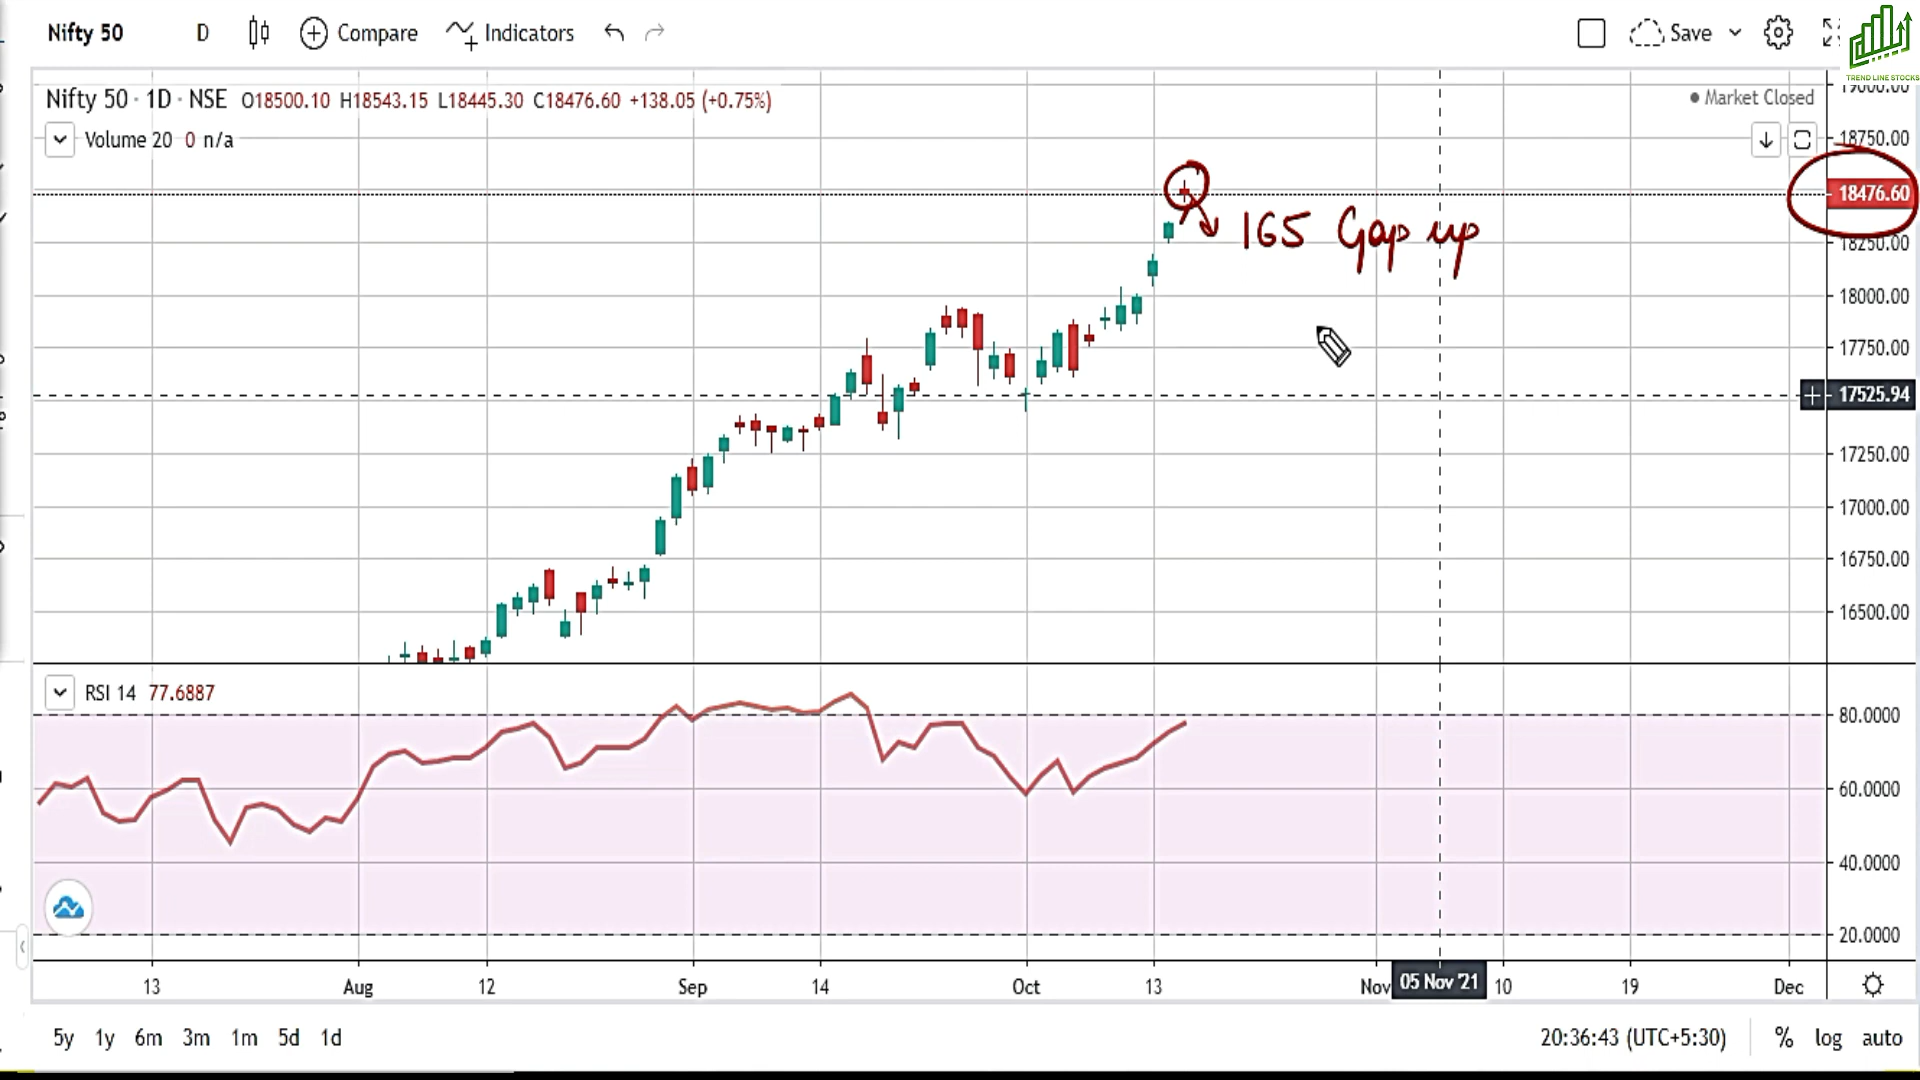 Nifty 50 D Compare Indicators Save
TREND LINE STOCKS
Nifty 50 · 1D · NSE O18500.10 H18543.15 L18445.30 C18476.60 +138.05 (+0.75%)
Market Closed
19000.00
Volume 20 0 n/a
18750.00
18476.60
165 Gap up
18250.00
18000.00
17750.00
17525.94
17250.00
17000.00
16750.00
16500.00
RSI 14 77.6887
80.0000
60.0000
40.0000
20.0000
13 Aug 12 Sep 14 Oct 13 Nov 05 Nov '21 10 19 Dec
5y 1y 6m 3m 1m 5d 1d 20:36:43 (UTC+5:30) % log auto